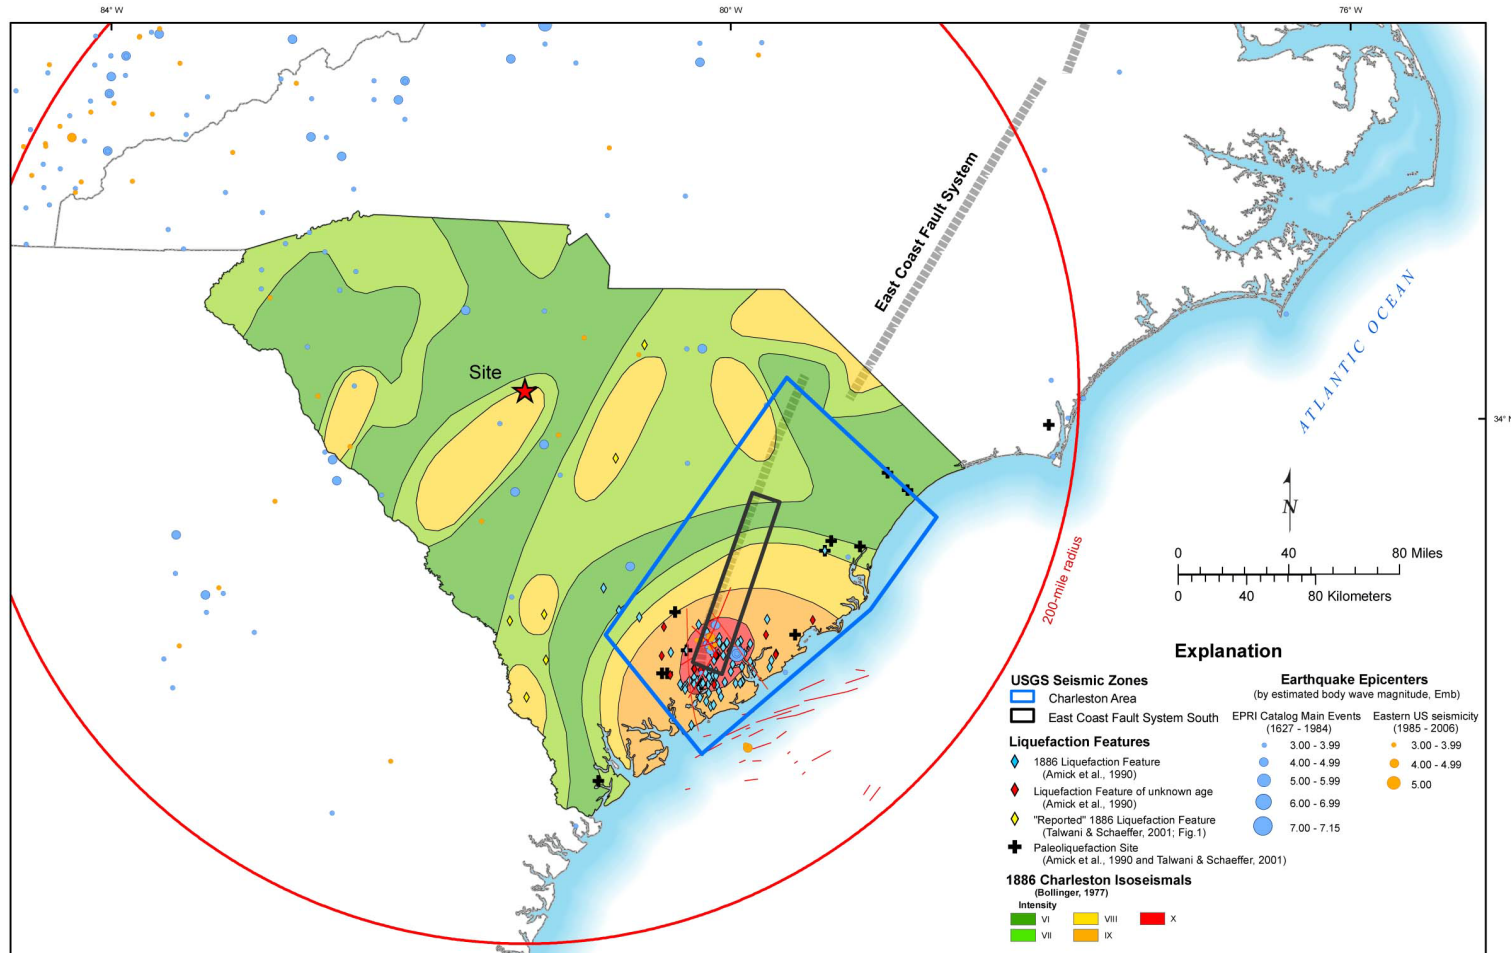 84° W
80° W
76° W
East Coast Fault System
Site
ATLANTIC OCEAN
34° N
N
0 40 80 Miles
0 40 80 Kilometers
200-mile radius
Explanation
USGS Seismic Zones
Charleston Area
East Coast Fault System South
Liquefaction Features
1886 Liquefaction Feature
(Amick et al., 1990)
Liquefaction Feature of unknown age
(Amick et al., 1990)
"Reported" 1886 Liquefaction Feature
(Talwani & Schaeffer, 2001; Fig.1)
Paleoliquefaction Site
(Amick et al., 1990 and Talwani & Schaeffer, 2001)
1886 Charleston Isoseismals
(Bollinger, 1977)
Intensity
VI
VII
VIII
IX
X
Earthquake Epicenters
(by estimated body wave magnitude, Emb)
EPRI Catalog Main Events
(1627 - 1984)
3.00 - 3.99
4.00 - 4.99
5.00 - 5.99
6.00 - 6.99
7.00 - 7.15
Eastern US seismicity
(1985 - 2006)
3.00 - 3.99
4.00 - 4.99
5.00